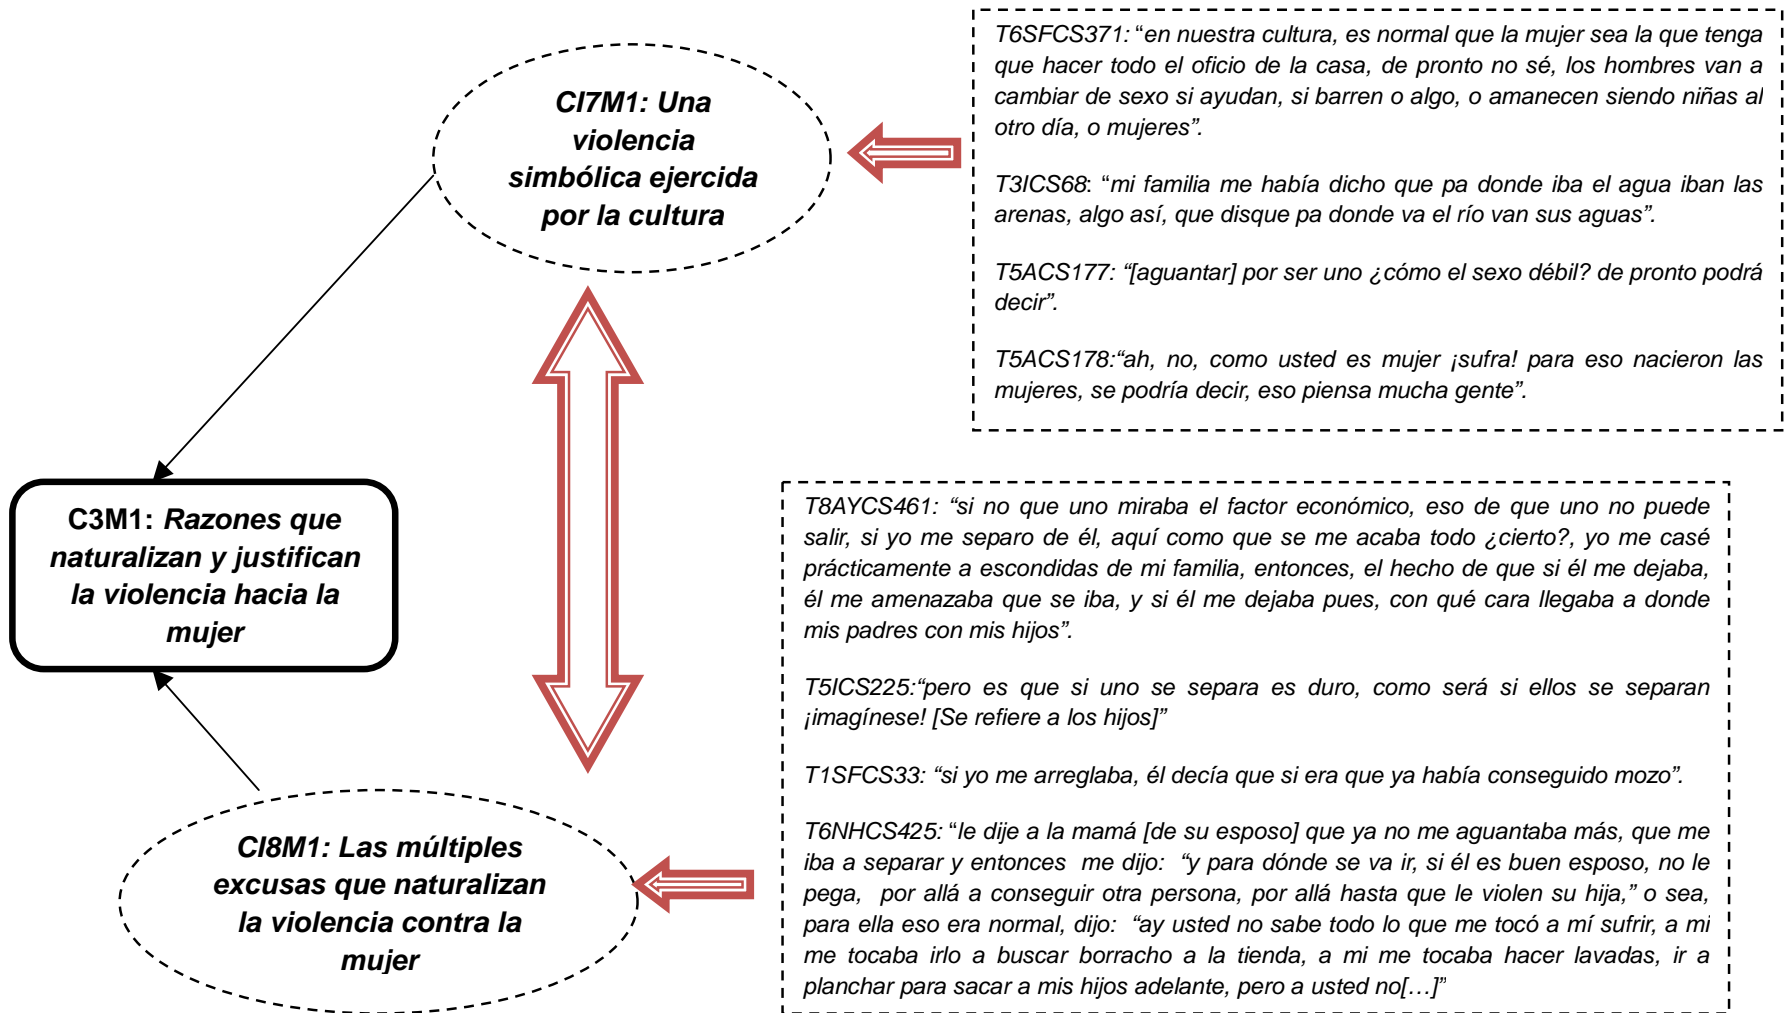 CI7M1: Una
violencia
simbólica ejercida
por la cultura
T6SFCS371: “en nuestra cultura, es normal que la mujer sea la que tenga
que hacer todo el oficio de la casa, de pronto no sé, los hombres van a
cambiar de sexo si ayudan, si barren o algo, o amanecen siendo niñas al
otro día, o mujeres”.
T3ICS68: “mi familia me había dicho que pa donde iba el agua iban las
arenas, algo así, que disque pa donde va el río van sus aguas”.
T5ACS177: “[aguantar] por ser uno ¿cómo el sexo débil? de pronto podrá
decir”.
T5ACS178:“ah, no, como usted es mujer ¡sufra! para eso nacieron las
mujeres, se podría decir, eso piensa mucha gente”.
C3M1: Razones que
naturalizan y justifican
la violencia hacia la
mujer
T8AYCS461: “si no que uno miraba el factor económico, eso de que uno no puede
salir, si yo me separo de él, aquí como que se me acaba todo ¿cierto?, yo me casé
prácticamente a escondidas de mi familia, entonces, el hecho de que si él me dejaba,
él me amenazaba que se iba, y si él me dejaba pues, con qué cara llegaba a donde
mis padres con mis hijos”.
T5ICS225:“pero es que si uno se separa es duro, como será si ellos se separan
¡imagínese! [Se refiere a los hijos]”
T1SFCS33: “si yo me arreglaba, él decía que si era que ya había conseguido mozo”.
T6NHCS425: “le dije a la mamá [de su esposo] que ya no me aguantaba más, que me
iba a separar y entonces me dijo: “y para dónde se va ir, si él es buen esposo, no le
pega, por allá a conseguir otra persona, por allá hasta que le violen su hija,” o sea,
para ella eso era normal, dijo: “ay usted no sabe todo lo que me tocó a mí sufrir, a mi
me tocaba irlo a buscar borracho a la tienda, a mi me tocaba hacer lavadas, ir a
planchar para sacar a mis hijos adelante, pero a usted no[…]”
CI8M1: Las múltiples
excusas que naturalizan
la violencia contra la
mujer